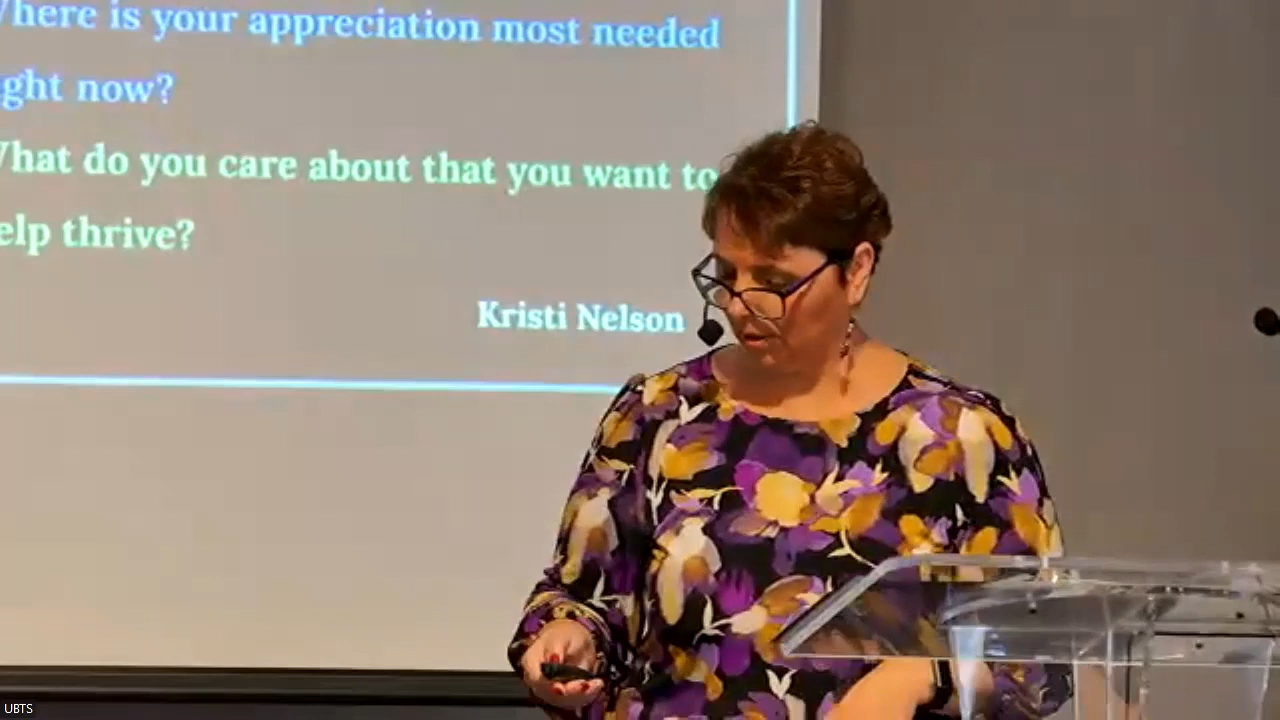 here is your appreciation most needed
ght now?
hat do you care about that you want to
elp thrive?
Kristi Nelson
UBTS